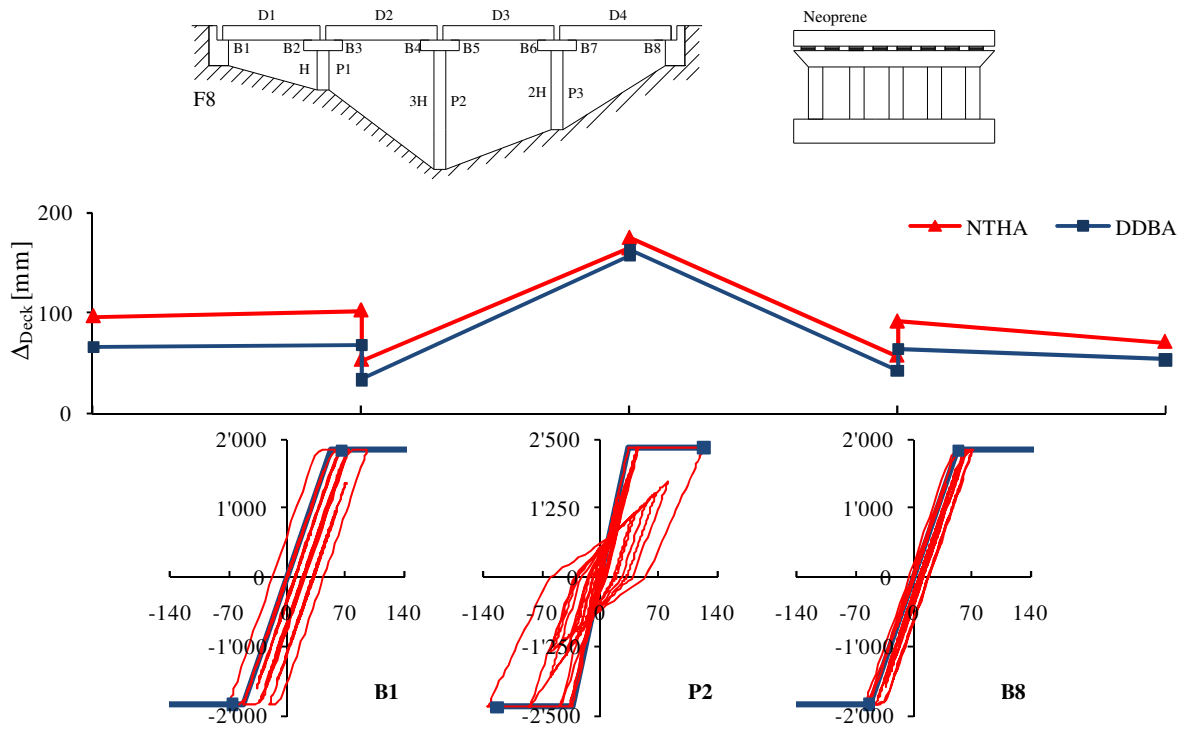 D1 D2 D3 D4
Neoprene
B1 B2 B3 B4 B5 B6 B7 B8
H P1
3H P2
2H P3
F8
200
100
0
ΔDeck [mm]
NTHA DDBA
2'000
1'000
0
-1'000
-2'000
-140 -70 0 70 140
B1
2'500
1'250
0
-1'250
-2'500
-140 -70 0 70 140
P2
2'000
1'000
0
-1'000
-2'000
-140 -70 0 70 140
B8